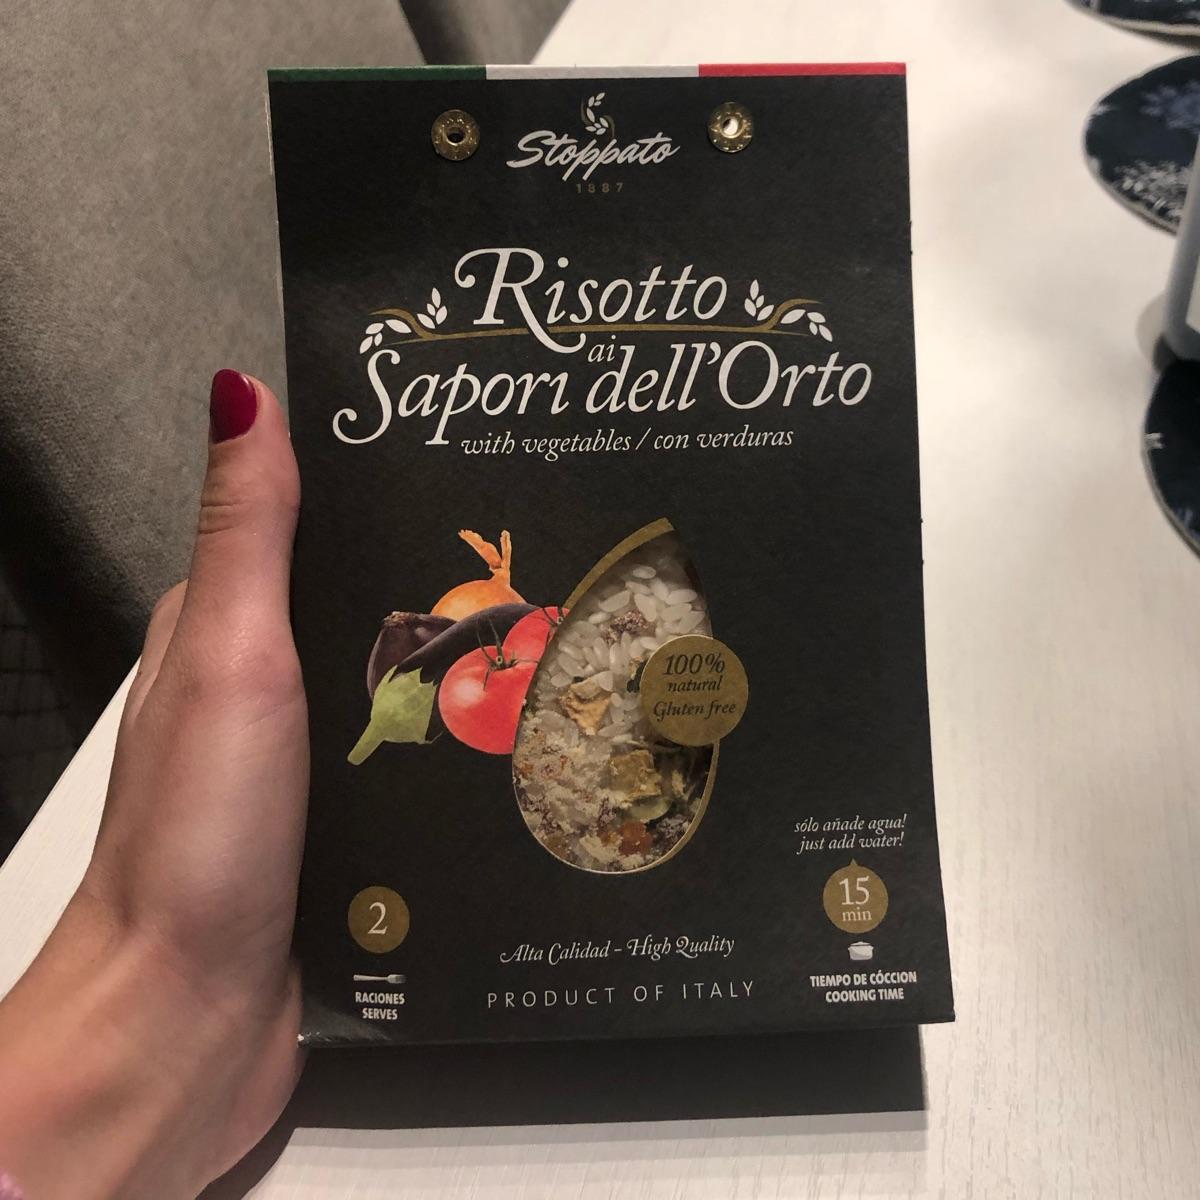 Stoppato
1887
Risotto
ai
Sapori dell'Orto
with vegetables / con verduras
100%
natural
Gluten free
sólo añade agua!
just add water!
15
min
TIEMPO DE CÓCCION
COOKING TIME
2
RACIONES
SERVES
Alta Calidad - High Quality
PRODUCT OF ITALY